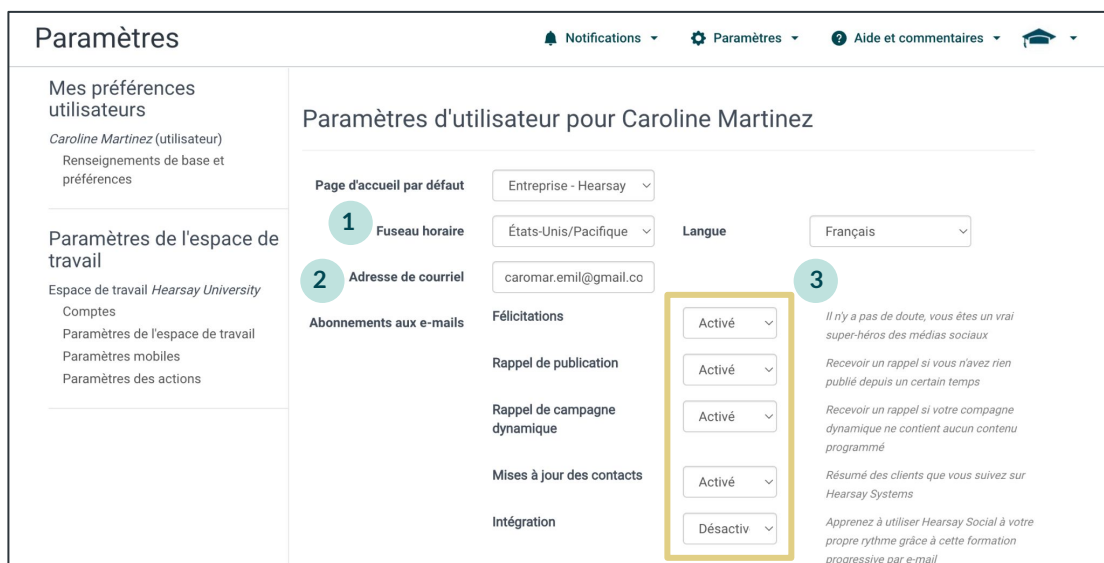 Paramètres
Notifications
Paramètres
Aide et commentaires
Mes préférences
utilisateurs
Caroline Martinez (utilisateur)
Renseignements de base et
préférences
Paramètres de l'espace de
travail
Espace de travail Hearsay University
Comptes
Paramètres de l'espace de travail
Paramètres mobiles
Paramètres des actions
Paramètres d'utilisateur pour Caroline Martinez
Page d'accueil par défaut
Entreprise - Hearsay
1
Fuseau horaire
États-Unis/Pacifique
Langue
Français
2
Adresse de courriel
caromar.emil@gmail.co
3
Abonnements aux e-mails
Félicitations
Activé
Il n'y a pas de doute, vous êtes un vrai
super-héros des médias sociaux
Rappel de publication
Activé
Recevoir un rappel si vous n'avez rien
publié depuis un certain temps
Rappel de campagne
dynamique
Activé
Recevoir un rappel si votre compagne
dynamique ne contient aucun contenu
programmé
Mises à jour des contacts
Activé
Résumé des clients que vous suivez sur
Hearsay Systems
Intégration
Désactiv
Apprenez à utiliser Hearsay Social à votre
propre rythme grâce à cette formation
progressive par e-mail